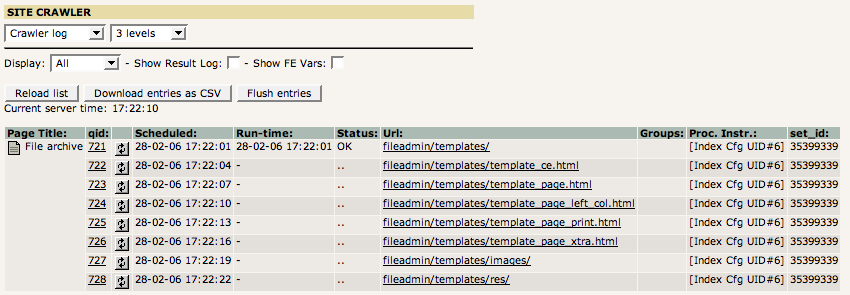 SITE CRAWLER
Crawler log 3 levels
Display: All - Show Result Log: - Show FE Vars:
Reload list Download entries as CSV Flush entries
Current server time: 17:22:10
Page Title: qid: Scheduled: Run-time: Status: Url: Groups: Proc. Instr.: set_id:
File archive 721 28-02-06 17:22:01 28-02-06 17:22:01 OK fileadmin/templates/ [Index Cfg UID#6] 35399339
722 28-02-06 17:22:04 - .. fileadmin/templates/template_ce.html [Index Cfg UID#6] 35399339
723 28-02-06 17:22:07 - .. fileadmin/templates/template_page.html [Index Cfg UID#6] 35399339
724 28-02-06 17:22:10 - .. fileadmin/templates/template_page_left_col.html [Index Cfg UID#6] 35399339
725 28-02-06 17:22:13 - .. fileadmin/templates/template_page_print.html [Index Cfg UID#6] 35399339
726 28-02-06 17:22:16 - .. fileadmin/templates/template_page_xtra.html [Index Cfg UID#6] 35399339
727 28-02-06 17:22:19 - .. fileadmin/templates/images/ [Index Cfg UID#6] 35399339
728 28-02-06 17:22:22 - .. fileadmin/templates/res/ [Index Cfg UID#6] 35399339